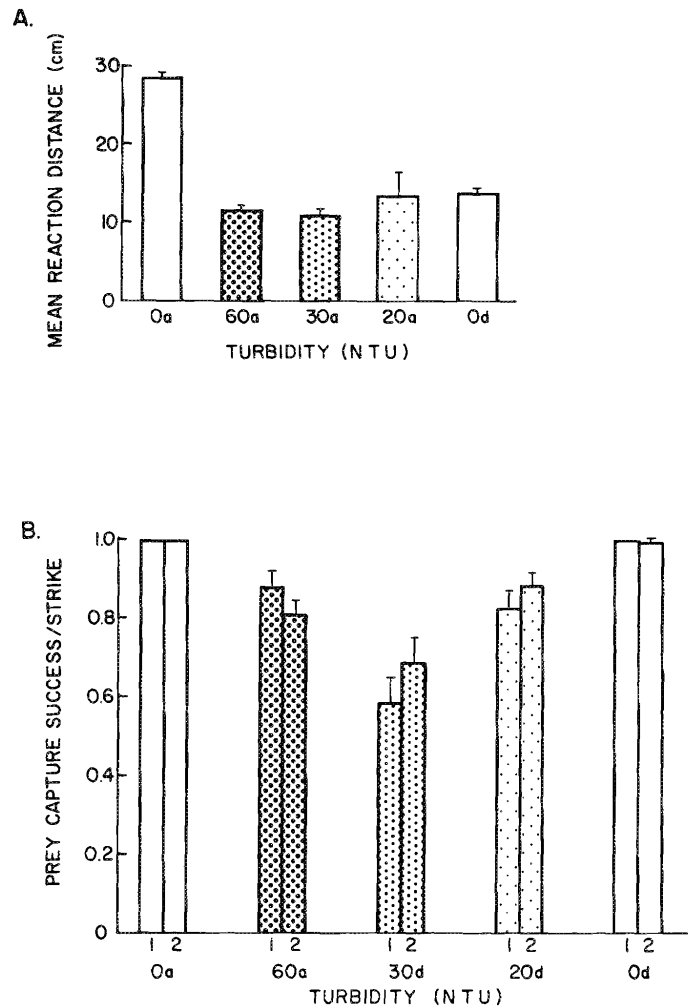 A.
MEAN REACTION DISTANCE (cm)
30
20
10
0
0a 60a 30a 20a 0d
TURBIDITY (NTU)
B.
PREY CAPTURE SUCCESS/STRIKE
1.0
0.8
0.6
0.4
0.2
0
1 2 1 2 1 2 1 2 1 2
0a 60a 30d 20d 0d
TURBIDITY (NTU)